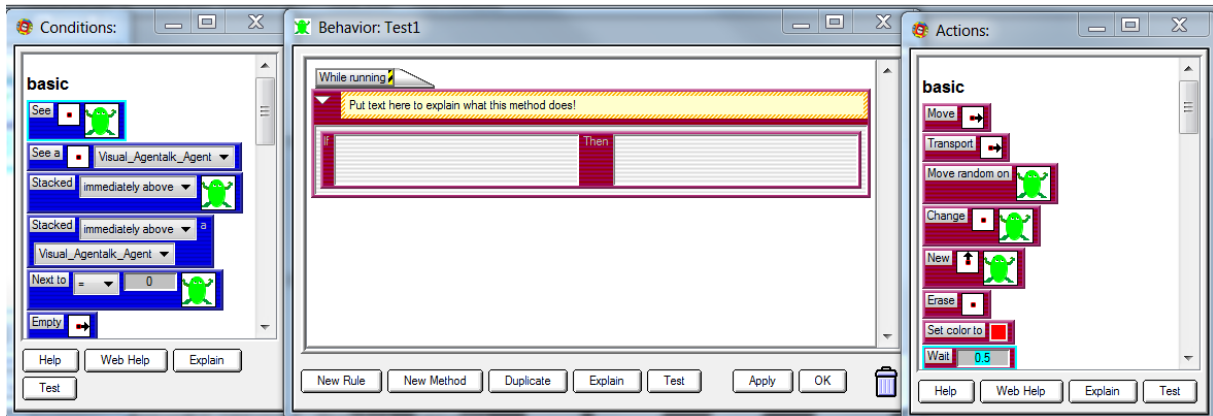 Conditions:
basic
See
See a Visual_Agentalk_Agent
Stacked immediately above
Stacked immediately above a
Visual_Agentalk_Agent
Next to = 0
Empty
Help Web Help Explain
Test
Behavior: Test1
While running
Put text here to explain what this method does!
If Then
New Rule New Method Duplicate Explain Test Apply OK
Actions:
basic
Move
Transport
Move random on
Change
New
Erase
Set color to
Wait 0.5
Help Web Help Explain Test